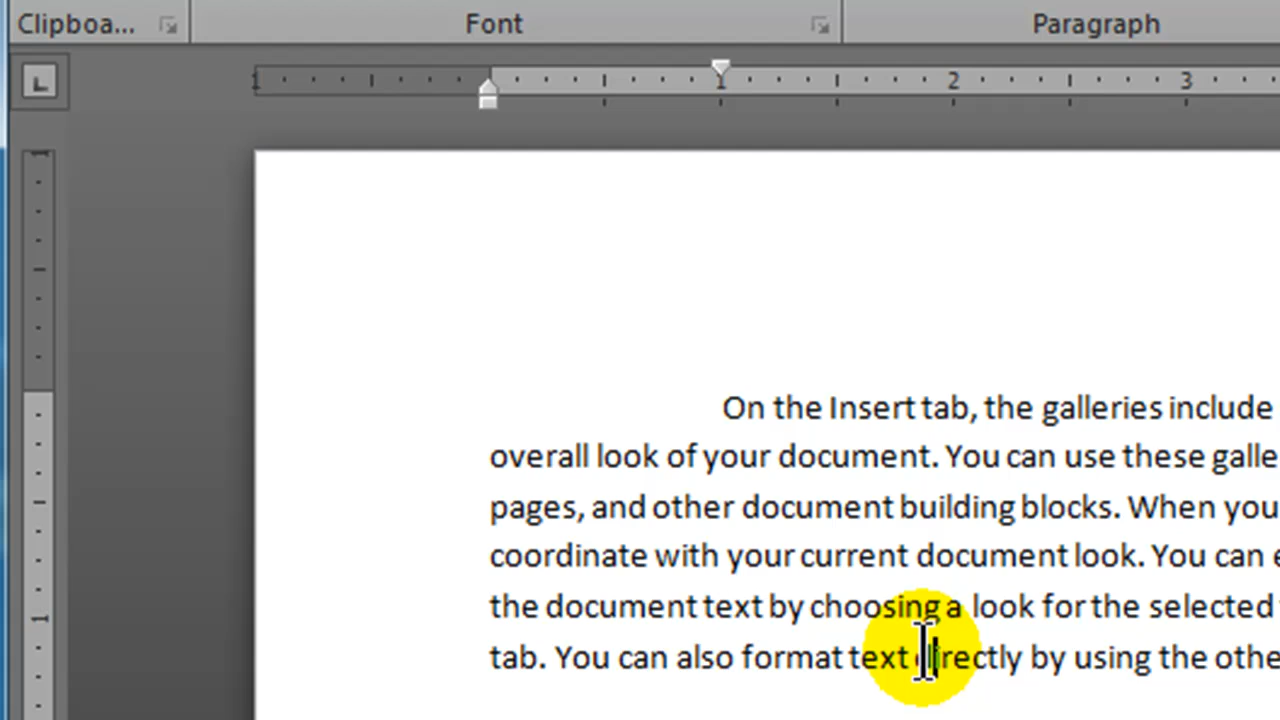 Clipboa... Font Paragraph
L
1 1 2 3
1
1
On the Insert tab, the galleries include
overall look of your document. You can use these galle
pages, and other document building blocks. When you
coordinate with your current document look. You can e
the document text by choosing a look for the selected
tab. You can also format text directly by using the othe